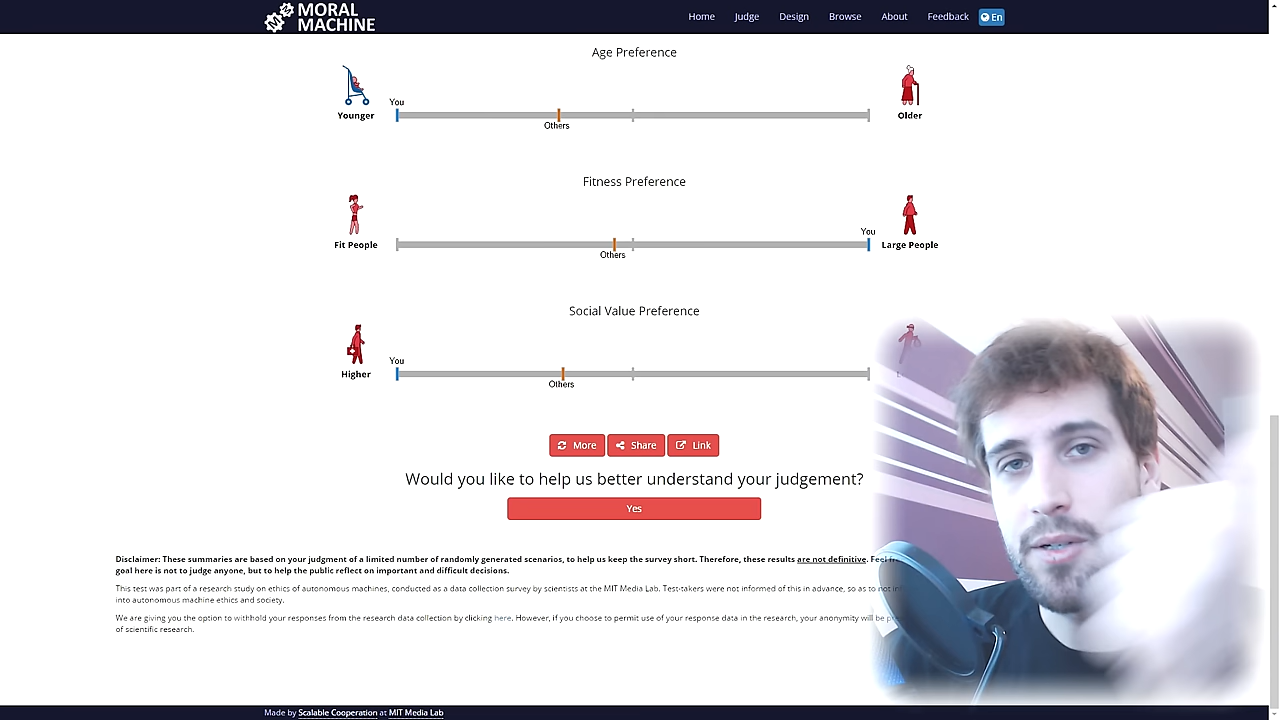 MORAL
MACHINE
Home Judge Design Browse About Feedback En
Age Preference
You
Younger
Others
Older
Fitness Preference
You
Fit People
Others
Large People
Social Value Preference
You
Higher
Others
More Share Link
Would you like to help us better understand your judgement?
Yes
Disclaimer: These summaries are based on your judgment of a limited number of randomly generated scenarios, to help us keep the survey short. Therefore, these results are not definitive. Feel
goal here is not to judge anyone, but to help the public reflect on important and difficult decisions.
This test was part of a research study on ethics of autonomous machines, conducted as a data collection survey by scientists at the MIT Media Lab. Test-takers were not informed of this in advance, so as to not
into autonomous machine ethics and society.
We are giving you the option to withhold your responses from the research data collection by clicking here. However, if you choose to permit use of your response data in the research, your anonymity will be
of scientific research.
Made by Scalable Cooperation at MIT Media Lab